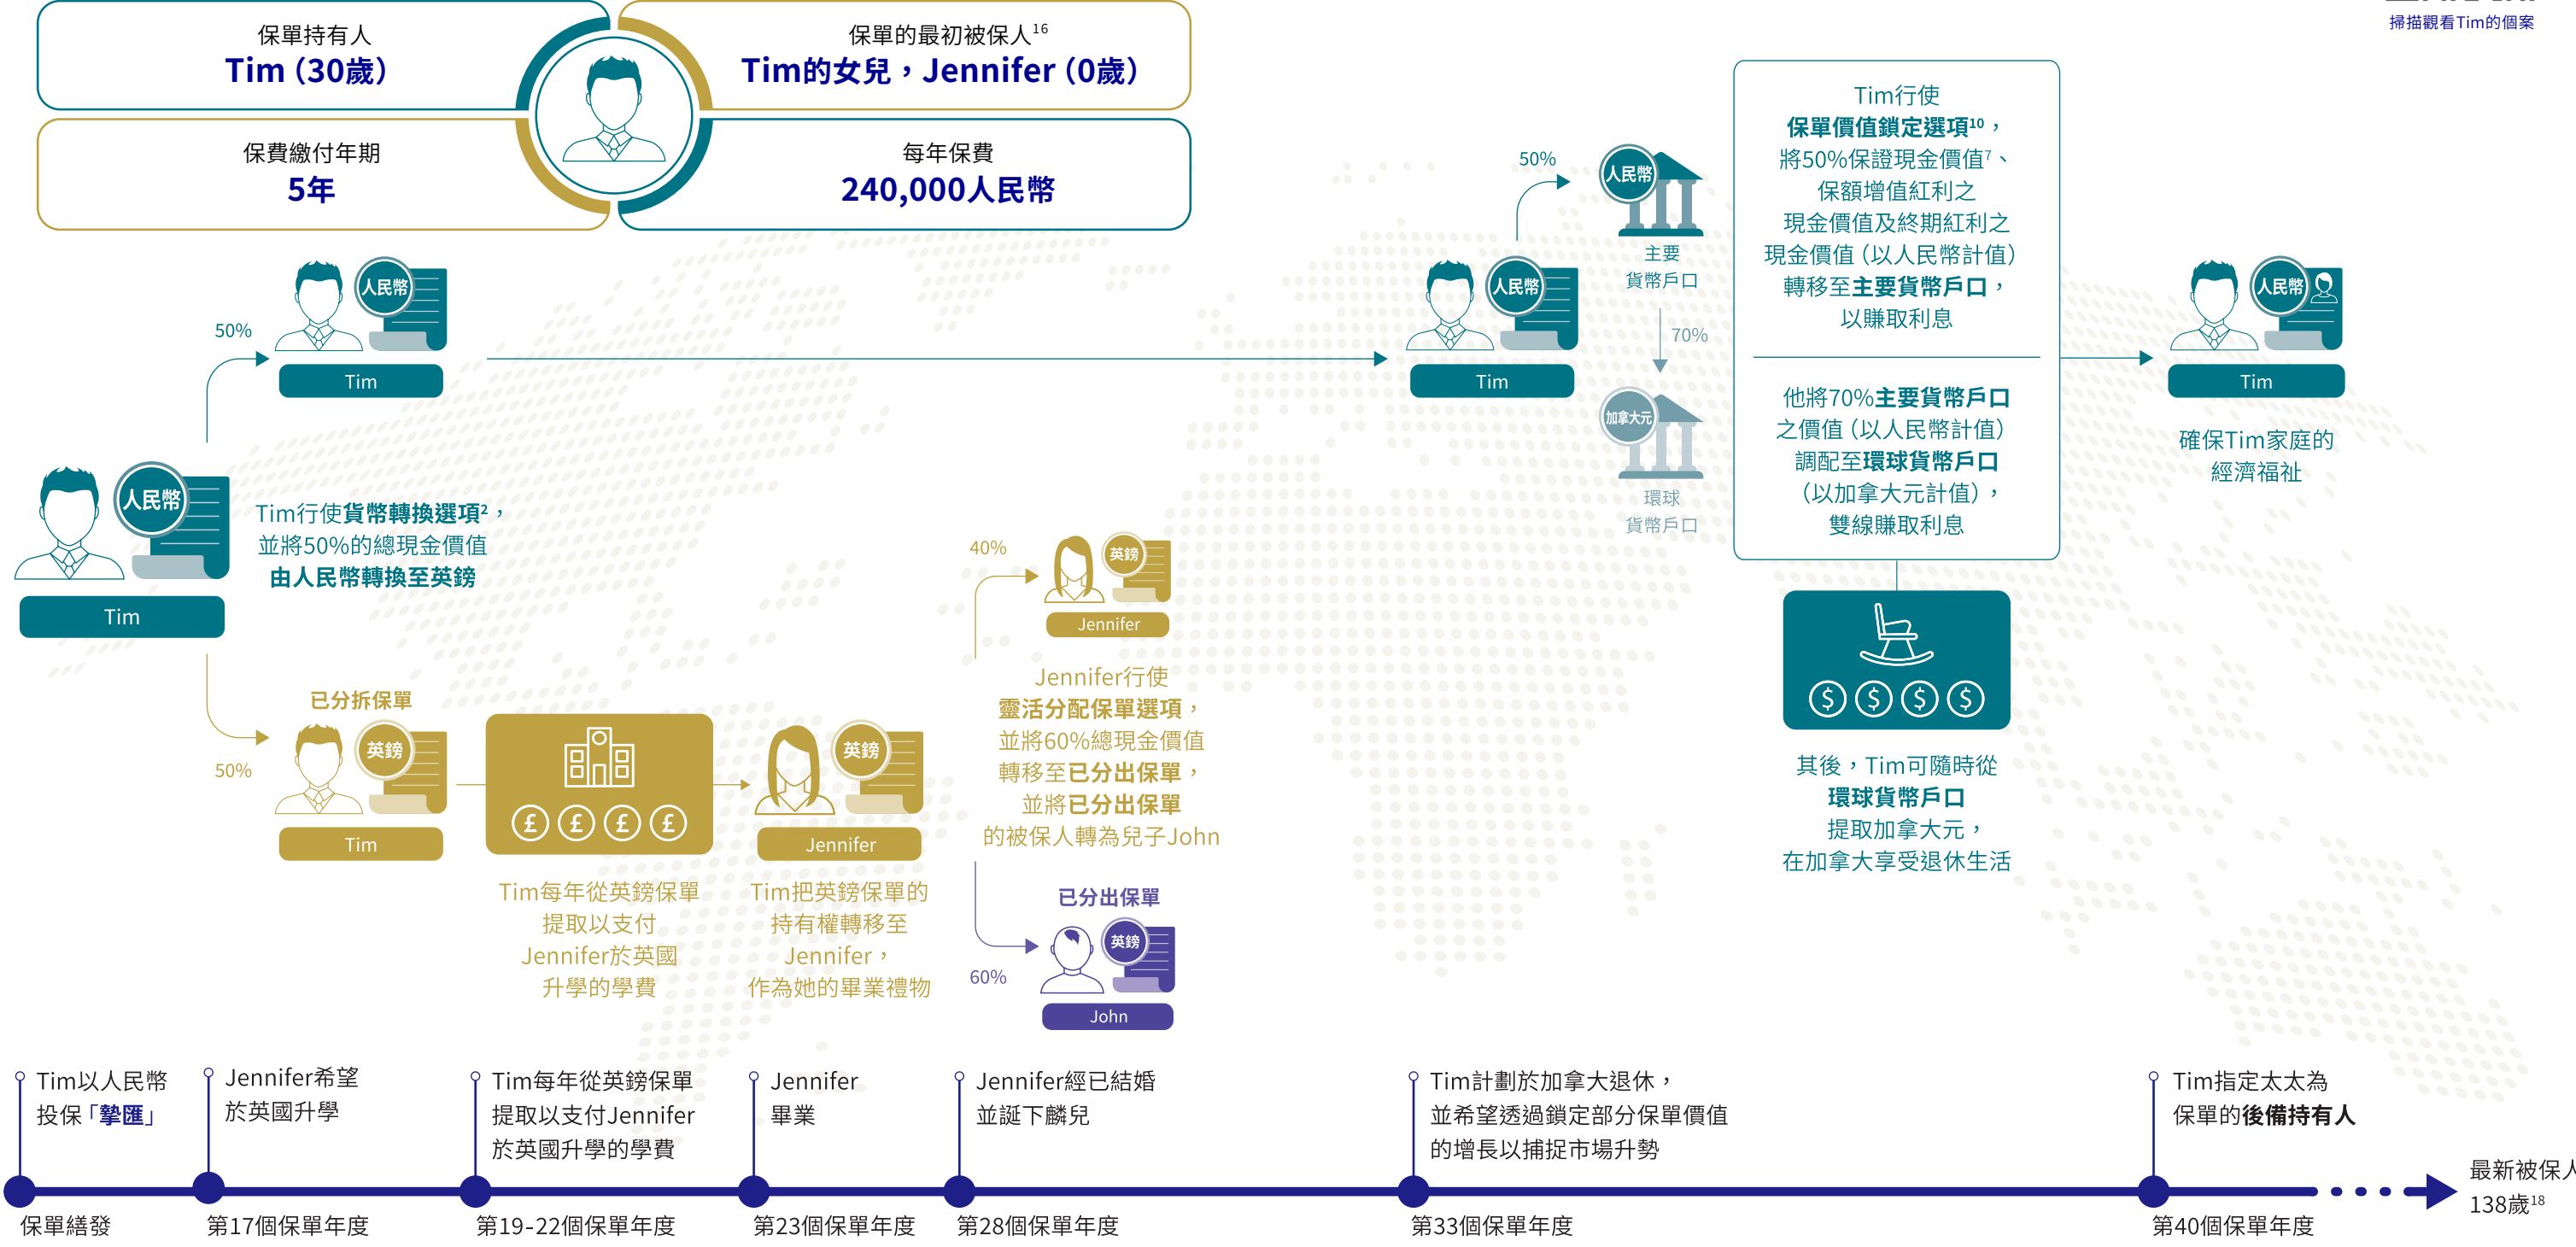 掃描觀看Tim的個案
保單持有人
Tim（30歲）
保單的最初被保人16
Tim的女兒，Jennifer（0歲）
保費繳付年期
5年
每年保費
240,000人民幣
50%
人民幣
Tim
人民幣
Tim
Tim行使貨幣轉換選項2，
並將50%的總現金價值
由人民幣轉換至英鎊
50%
已分拆保單
英鎊
Tim
£ £ £ £
Tim每年從英鎊保單
提取以支付
Jennifer於英國
升學的學費
英鎊
Jennifer
Tim把英鎊保單的
持有權轉移至
Jennifer，
作為她的畢業禮物
40%
英鎊
Jennifer
Jennifer行使
靈活分配保單選項，
並將60%總現金價值
轉移至已分出保單，
並將已分出保單
的被保人轉為兒子John
60%
已分出保單
英鎊
John
人民幣
Tim
50%
人民幣
主要
貨幣戶口
70%
加拿大元
環球
貨幣戶口
Tim行使
保單價值鎖定選項10，
將50%保證現金價值7、
保額增值紅利之
現金價值及終期紅利之
現金價值（以人民幣計值）
轉移至主要貨幣戶口，
以賺取利息
他將70%主要貨幣戶口
之價值（以人民幣計值）
調配至環球貨幣戶口
（以加拿大元計值），
雙線賺取利息
$ $ $ $
其後，Tim可隨時從
環球貨幣戶口
提取加拿大元，
在加拿大享受退休生活
人民幣
Tim
確保Tim家庭的
經濟福祉
Tim以人民幣
投保「摯匯」
保單繕發
Jennifer希望
於英國升學
第17個保單年度
Tim每年從英鎊保單
提取以支付Jennifer
於英國升學的學費
第19-22個保單年度
Jennifer
畢業
第23個保單年度
Jennifer經已結婚
並誕下麟兒
第28個保單年度
Tim計劃於加拿大退休，
並希望透過鎖定部分保單價值
的增長以捕捉市場升勢
第33個保單年度
Tim指定太太為
保單的後備持有人
第40個保單年度
最新被保人
138歲18